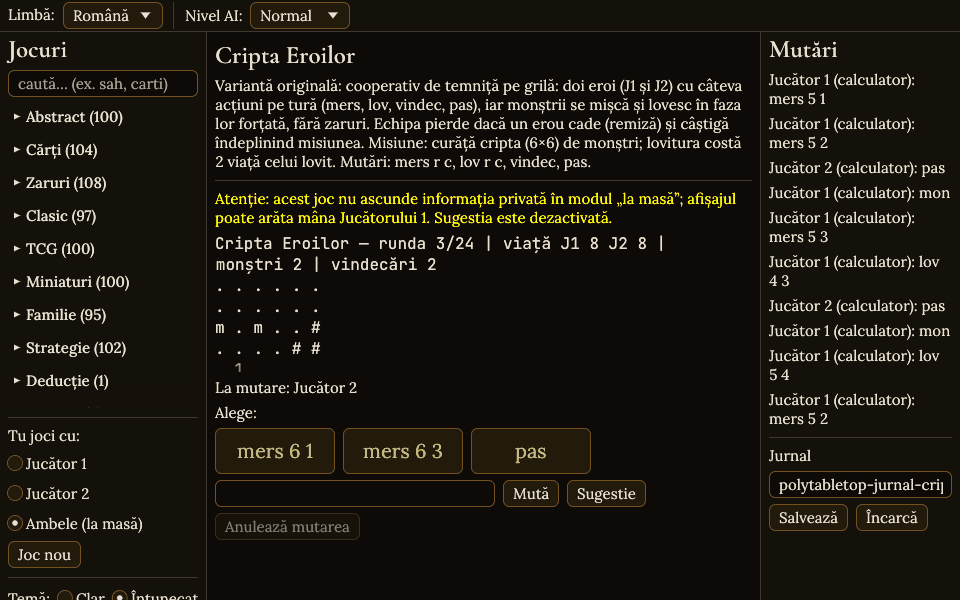 Limbă: Română ▼ Nivel AI: Normal ▼
Jocuri
caută... (ex. sah, carti)
▸ Abstract (100)
▸ Cărți (104)
▸ Zaruri (108)
▸ Clasic (97)
▸ TCG (100)
▸ Miniaturi (100)
▸ Familie (95)
▸ Strategie (102)
▸ Deducție (1)
Tu joci cu:
Jucător 1
Jucător 2
Ambele (la masă)
Joc nou
Temă: Clar Întunecat
Cripta Eroilor
Variantă originală: cooperativ de temniță pe grilă: doi eroi (J1 și J2) cu câteva
acțiuni pe tură (mers, lov, vindec, pas), iar monștrii se mișcă și lovesc în faza
lor forțată, fără zaruri. Echipa pierde dacă un erou cade (remiză) și câștigă
îndeplinind misiunea. Misiune: curăță cripta (6×6) de monștri; lovitura costă
2 viață celui lovit. Mutări: mers r c, lov r c, vindec, pas.
Atenție: acest joc nu ascunde informația privată în modul „la masă”; afișajul
poate arăta mâna Jucătorului 1. Sugestia este dezactivată.
Cripta Eroilor — runda 3/24 | viață J1 8 J2 8 |
monștri 2 | vindecări 2
. . . . . .
. . . . . .
m . m . . #
. . . . # #
1
La mutare: Jucător 2
Alege:
mers 6 1 mers 6 3 pas
Mută Sugestie
Anulează mutarea
Mutări
Jucător 1 (calculator):
mers 5 1
Jucător 1 (calculator):
mers 5 2
Jucător 2 (calculator): pas
Jucător 1 (calculator): mon
Jucător 1 (calculator):
mers 5 3
Jucător 1 (calculator): lov
4 3
Jucător 2 (calculator): pas
Jucător 1 (calculator): mon
Jucător 1 (calculator): lov
5 4
Jucător 1 (calculator):
mers 5 2
Jurnal
polytabletop-jurnal-crip
Salvează Încarcă